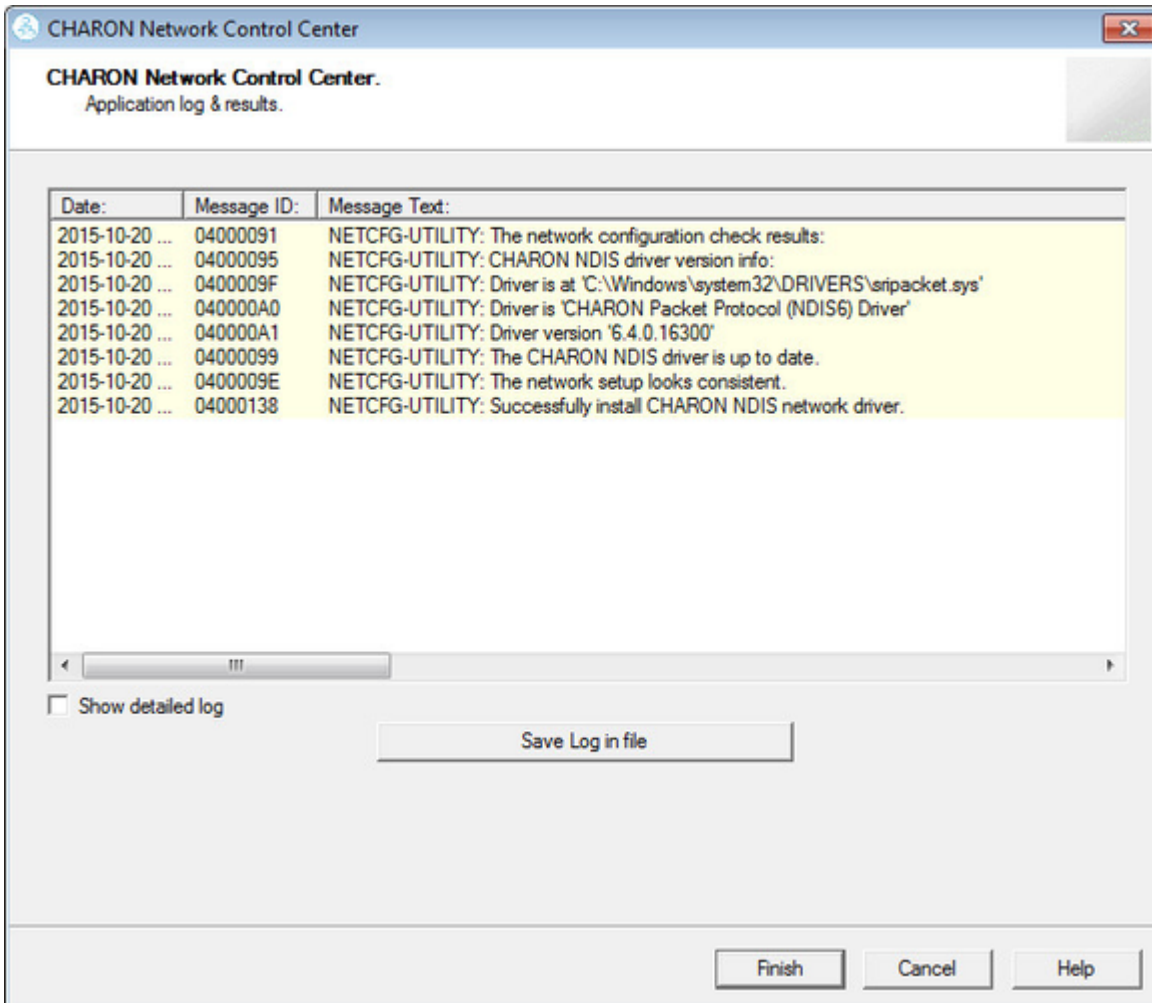 CHARON Network Control Center
CHARON Network Control Center.
Application log & results.
Date: Message ID: Message Text:
2015-10-20 ... 04000091 NETCFG-UTILITY: The network configuration check results:
2015-10-20 ... 04000095 NETCFG-UTILITY: CHARON NDIS driver version info:
2015-10-20 ... 0400009F NETCFG-UTILITY: Driver is at 'C:\Windows\system32\DRIVERS\sripacket.sys'
2015-10-20 ... 040000A0 NETCFG-UTILITY: Driver is 'CHARON Packet Protocol (NDIS6) Driver'
2015-10-20 ... 040000A1 NETCFG-UTILITY: Driver version '6.4.0.16300'
2015-10-20 ... 04000099 NETCFG-UTILITY: The CHARON NDIS driver is up to date.
2015-10-20 ... 0400009E NETCFG-UTILITY: The network setup looks consistent.
2015-10-20 ... 04000138 NETCFG-UTILITY: Successfully install CHARON NDIS network driver.
Show detailed log
Save Log in file
Finish Cancel Help